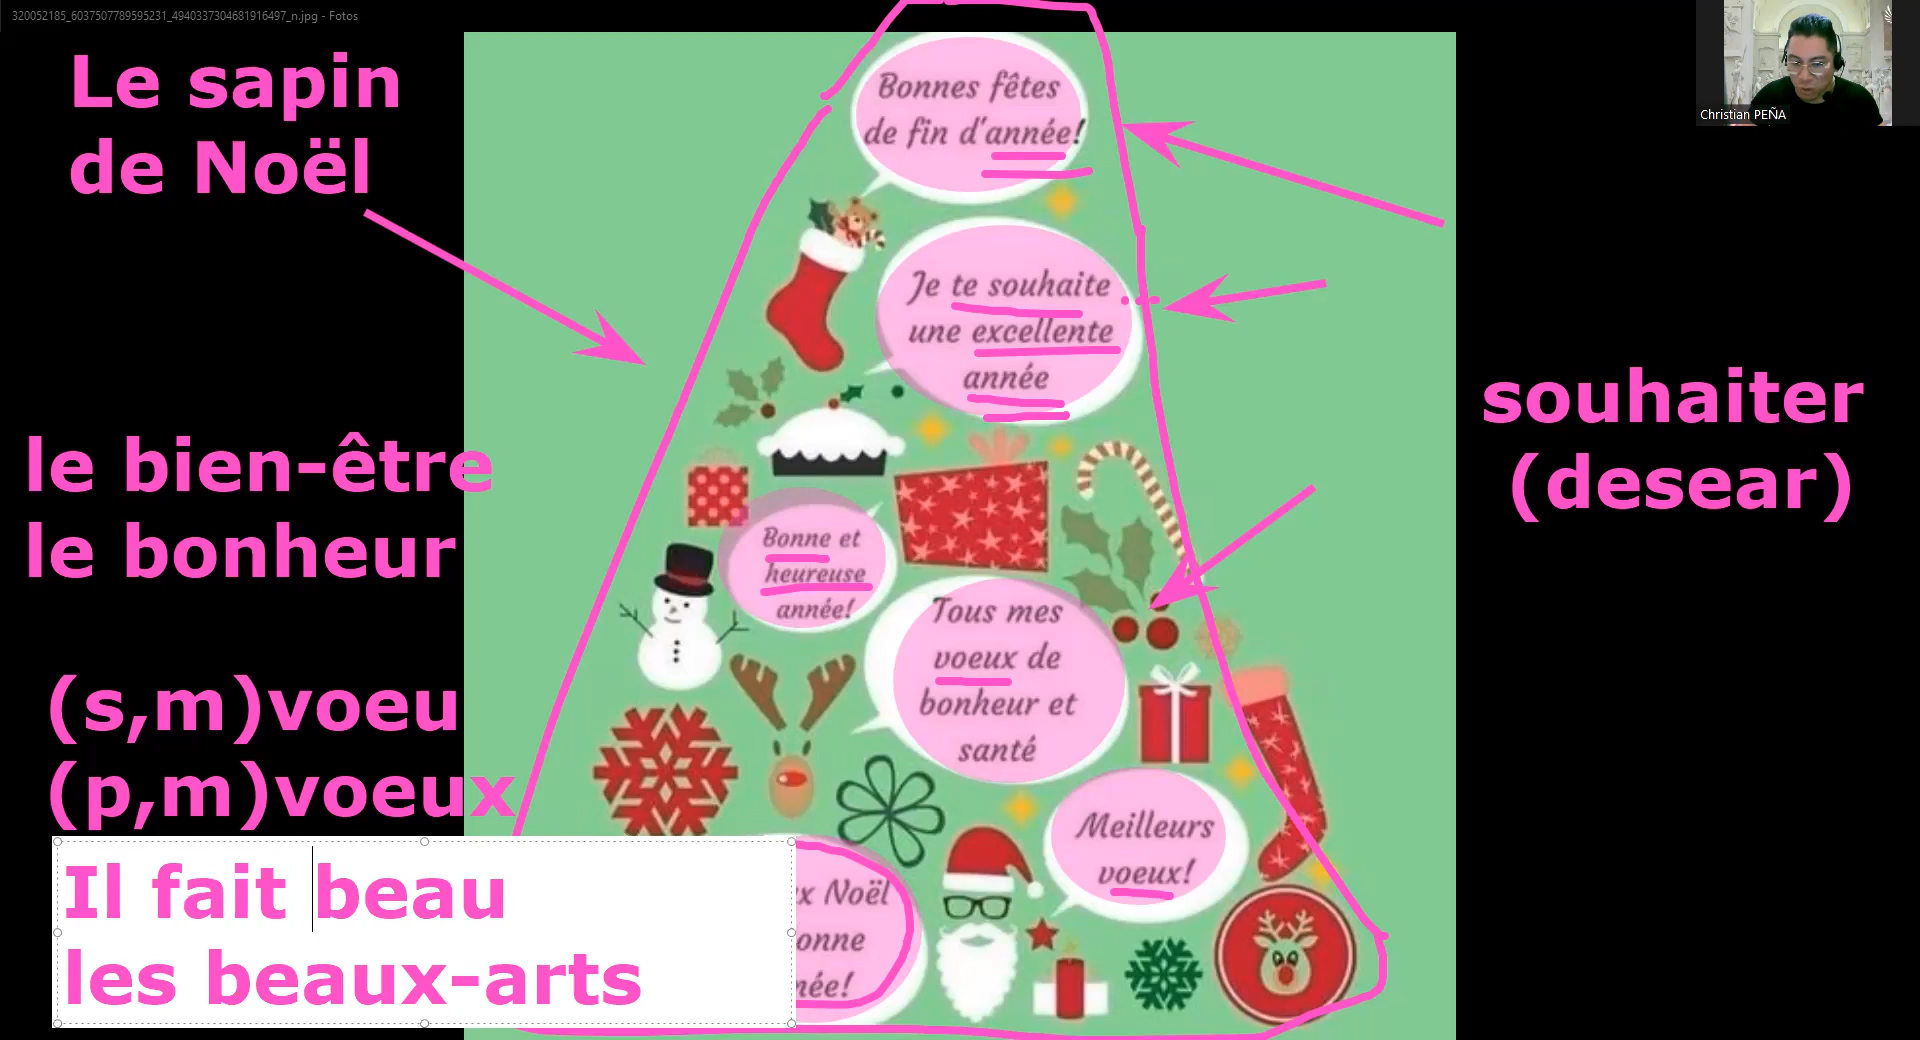 320052185_6037507789595231_4940337304681916497_n.jpg - Fotos
Christian PEÑA
Le sapin
de Noël
Bonnes fêtes
de fin d'année!
Je te souhaite
une excellente
année
souhaiter
(desear)
le bien-être
le bonheur
Bonne et
heureuse
année!
Tous mes
voeux de
bonheur et
santé
(s,m)voeu
(p,m)voeux
Meilleurs
voeux!
Il fait beau
les beaux-arts
x Noël
onne
née!